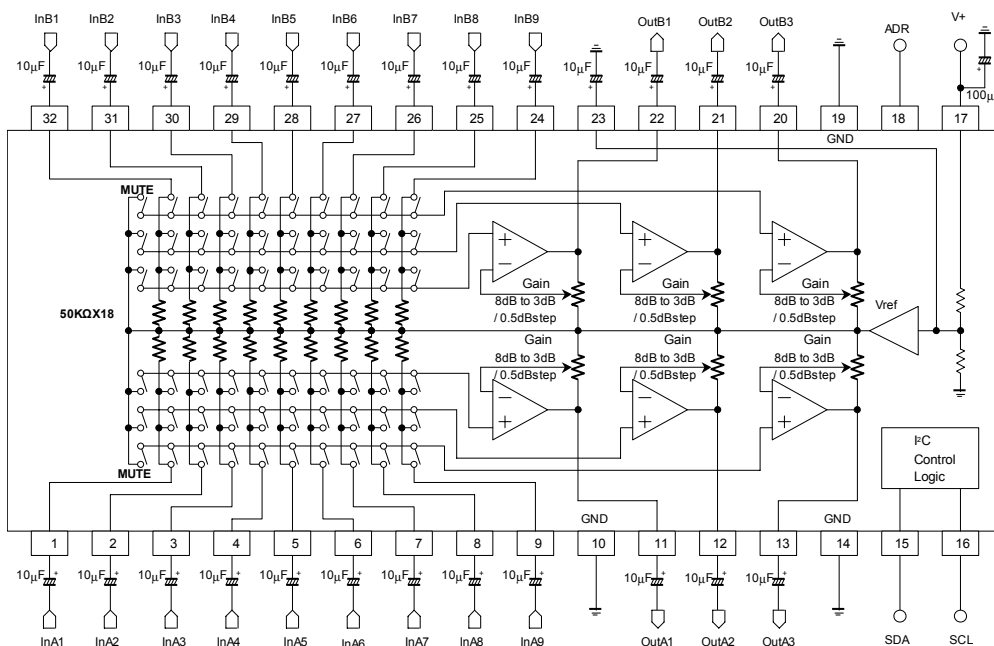 InB1 InB2 InB3 InB4 InB5 InB6 InB7 InB8 InB9 OutB1 OutB2 OutB3 ADR V+
10µF 10µF 10µF 10µF 10µF 10µF 10µF 10µF 10µF 10µF 10µF 10µF 10µF
+ + + + + + + + + + + + + +
100µ
32 31 30 29 28 27 26 25 24 23 22 21 20 19 18 17
GND
MUTE
+ + +
− − −
Gain Gain Gain
8dB to 3dB 8dB to 3dB 8dB to 3dB
/ 0.5dBstep / 0.5dBstep / 0.5dBstep
50KΩX18
Vref
Gain Gain Gain
8dB to 3dB 8dB to 3dB 8dB to 3dB
/ 0.5dBstep / 0.5dBstep / 0.5dBstep
− − −
+ + +
I²C
Control
Logic
MUTE
GND GND
1 2 3 4 5 6 7 8 9 10 11 12 13 14 15 16
10µF + 10µF + 10µF + 10µF + 10µF + 10µF + 10µF + 10µF + 10µF + 10µF + 10µF + 10µF +
InA1 InA2 InA3 InA4 InA5 InA6 InA7 InA8 InA9 OutA1 OutA2 OutA3 SDA SCL